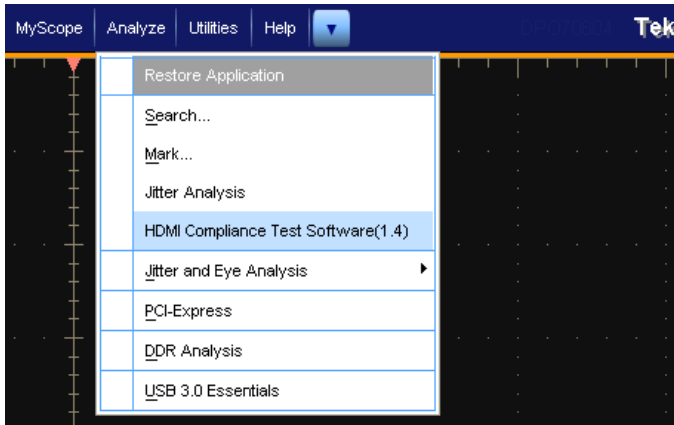 MyScope Analyze Utilities Help Tek
Restore Application
Search...
Mark...
Jitter Analysis
HDMI Compliance Test Software(1.4)
Jitter and Eye Analysis
PCI-Express
DDR Analysis
USB 3.0 Essentials